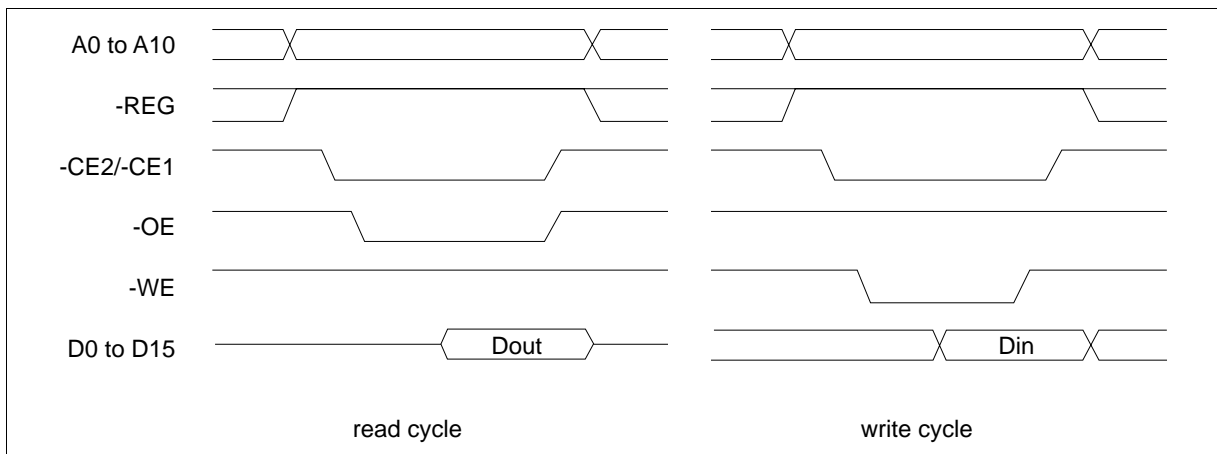 A0 to A10
-REG
-CE2/-CE1
-OE
-WE
D0 to D15
Dout
Din
read cycle
write cycle